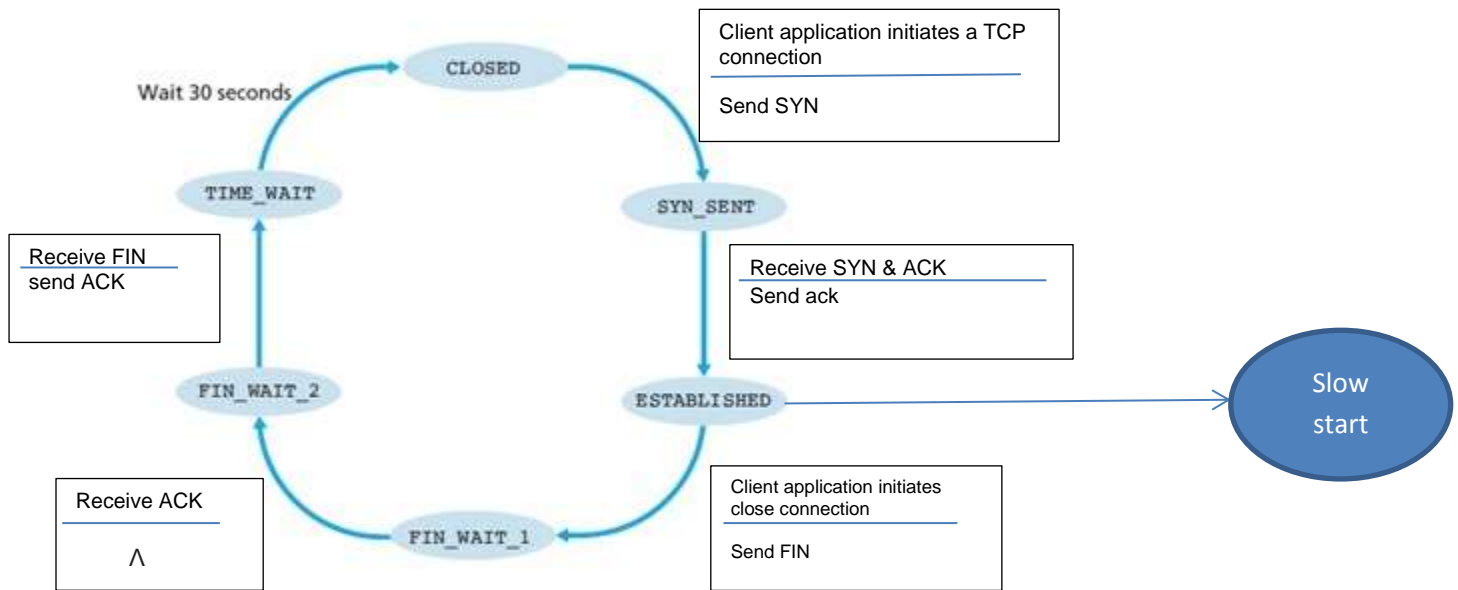 Client application initiates a TCP
connection
Send SYN
CLOSED
Wait 30 seconds
TIME_WAIT
SYN_SENT
Receive FIN
send ACK
Receive SYN & ACK
Send ack
FIN_WAIT_2
ESTABLISHED
Slow
start
Receive ACK
Λ
FIN_WAIT_1
Client application initiates
close connection
Send FIN